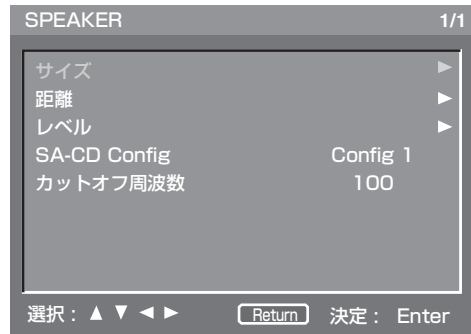 SPEAKER 1/1
サイズ ▶
距離 ▶
レベル ▶
SA-CD Config Config 1
カットオフ周波数 100
選択 : ▲ ▼ ◀ ▶ Return 決定 : Enter